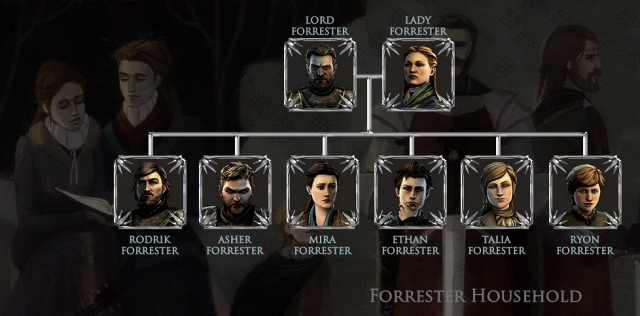 LORD
FORRESTER
LADY
FORRESTER
RODRIK
FORRESTER
ASHER
FORRESTER
MIRA
FORRESTER
ETHAN
FORRESTER
TALIA
FORRESTER
RYON
FORRESTER
FORRESTER HOUSEHOLD